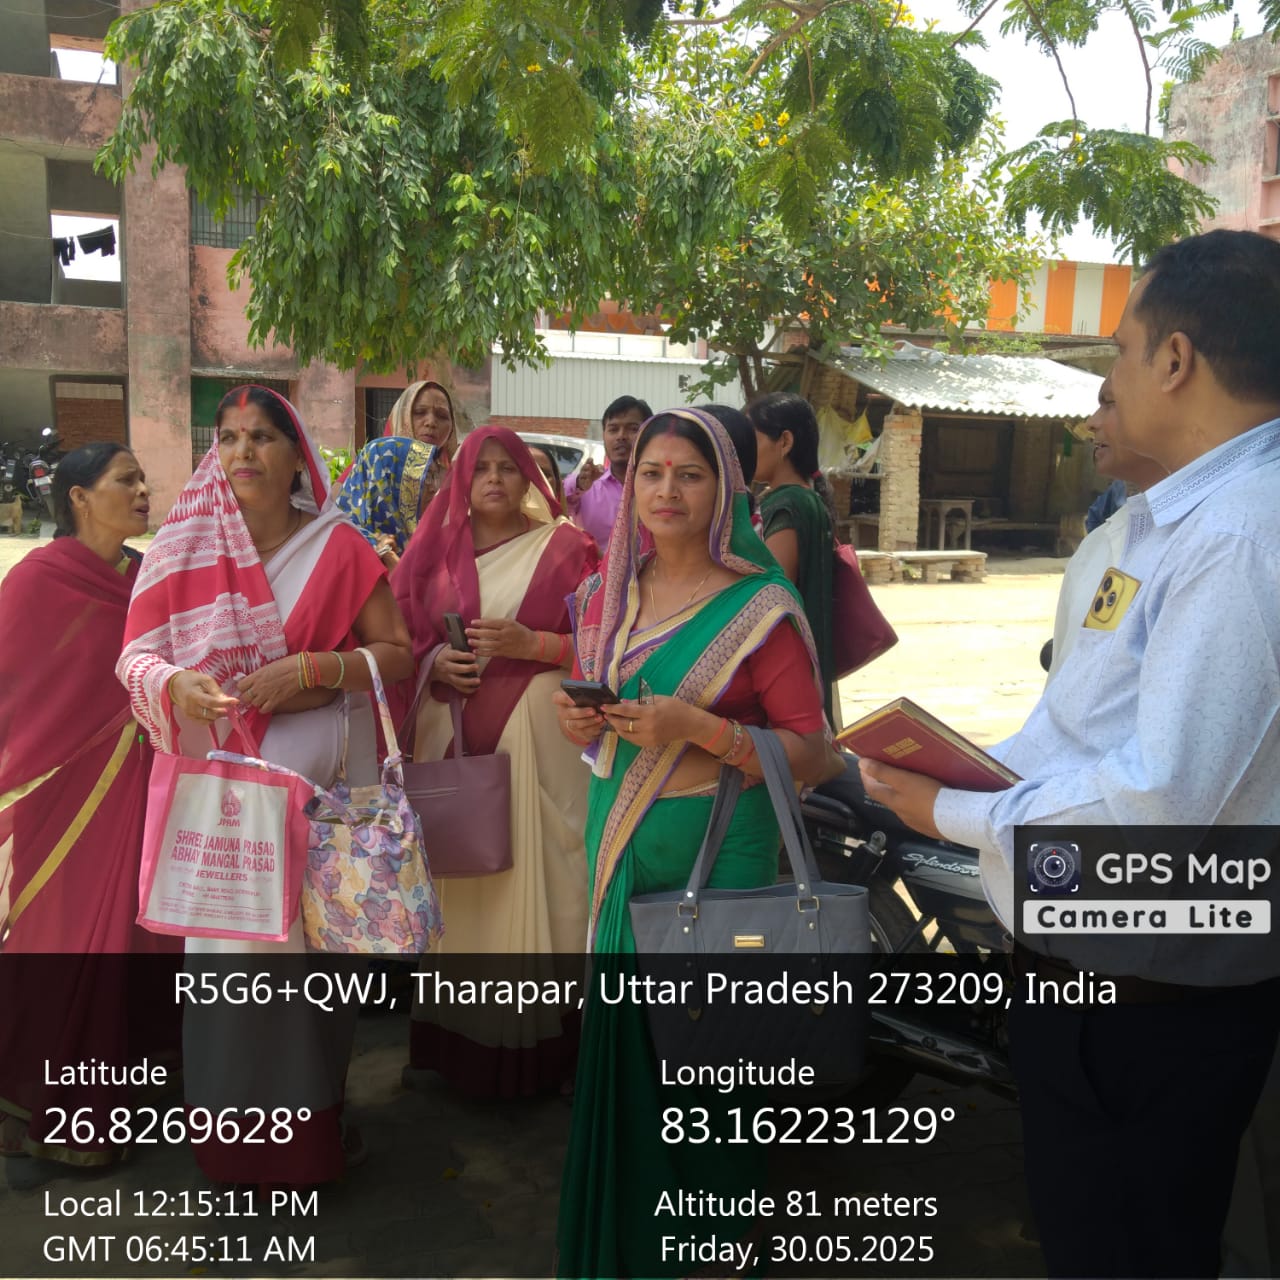 JPAM
SHREE JAMUNA PRASAD
ABHAY MANGAL PRASAD
JEWELLERS
Splendor
GPS Map
Camera Lite
R5G6+QWJ, Tharapar, Uttar Pradesh 273209, India
Latitude
26.8269628°
Longitude
83.16223129°
Local 12:15:11 PM
GMT 06:45:11 AM
Altitude 81 meters
Friday, 30.05.2025